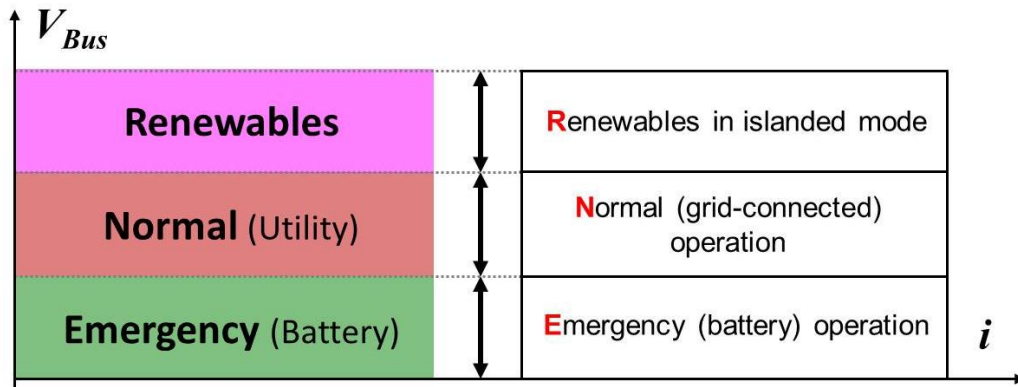 V_Bus
Renewables
Renewables in islanded mode
Normal (Utility)
Normal (grid-connected)
operation
Emergency (Battery)
Emergency (battery) operation
i